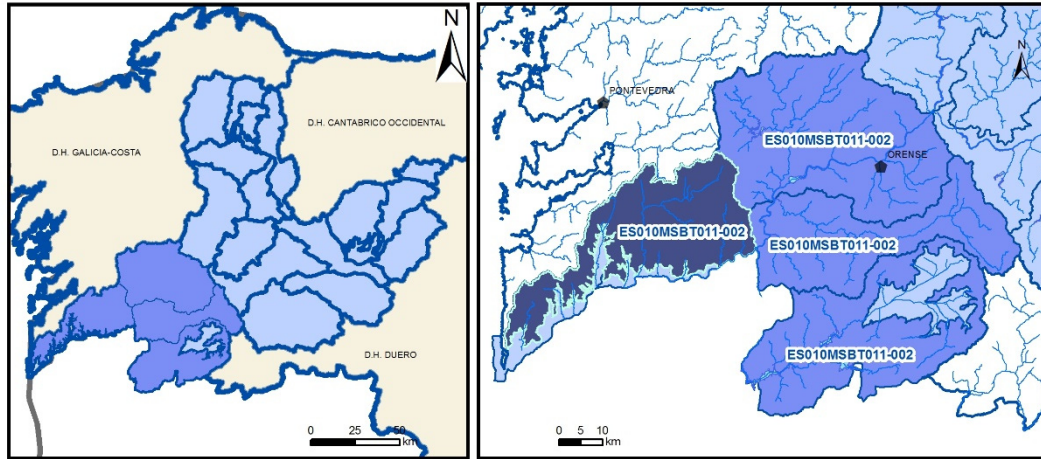 N
D.H. CANTABRICO OCCIDENTAL
D.H. GALICIA-COSTA
D.H. DUERO
0 25 50
km
N
PONTEVEDRA
ES010MSBT011-002
ORENSE
ES010MSBT011-002
ES010MSBT011-002
ES010MSBT011-002
0 5 10
km